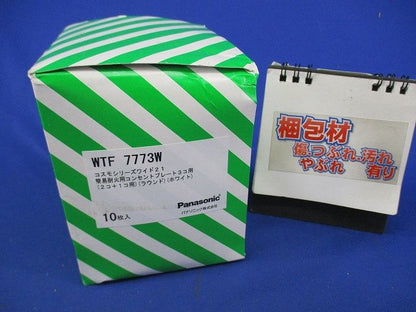 WTF 7773W
コスモシリーズワイド21
簡易耐火用コンセントプレート3コ用
(2コ+1コ用)(ラウンド)(ホワイト)
10枚入
Panasonic
パナソニック株式会社
梱包材
傷、つぶれ、汚れ
やぶれ 有り